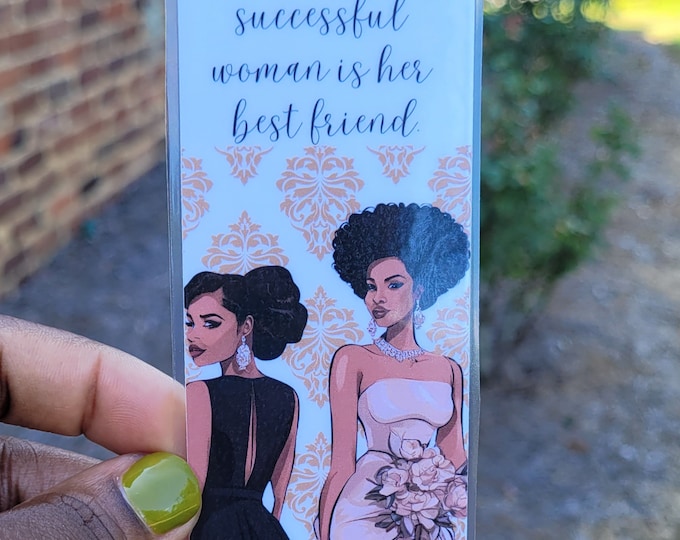 successful
woman is her
best friend.